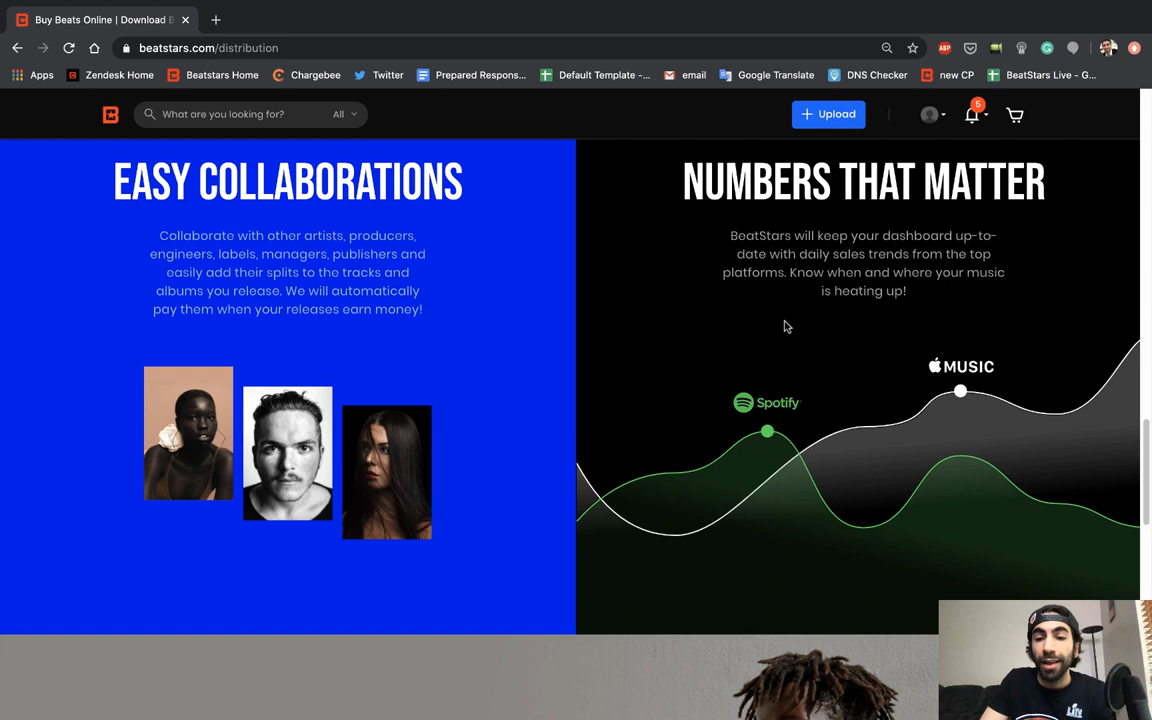 Buy Beats Online | Download B
beatstars.com/distribution
ABP
Apps
Zendesk Home
Beatstars Home
Chargebee
Twitter
Prepared Respons...
Default Template -...
email
Google Translate
DNS Checker
new CP
BeatStars Live - G...
What are you looking for?
All
Upload
5
EASY COLLABORATIONS
Collaborate with other artists, producers,
engineers, labels, managers, publishers and
easily add their splits to the tracks and
albums you release. We will automatically
pay them when your releases earn money!
NUMBERS THAT MATTER
BeatStars will keep your dashboard up-to-
date with daily sales trends from the top
platforms. Know when and where your music
is heating up!
MUSIC
Spotify